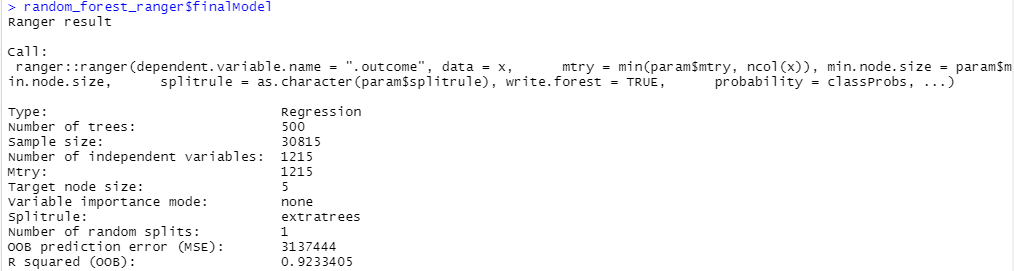 > random_forest_ranger$finalModel
Ranger result
Call:
ranger::ranger(dependent.variable.name = ".outcome", data = x, mtry = min(param$mtry, ncol(x)), min.node.size = param$m
in.node.size, splitrule = as.character(param$splitrule), write.forest = TRUE, probability = classProbs, ...)
Type: Regression
Number of trees: 500
Sample size: 30815
Number of independent variables: 1215
Mtry: 1215
Target node size: 5
Variable importance mode: none
Splitrule: extratrees
Number of random splits: 1
OOB prediction error (MSE): 3137444
R squared (OOB): 0.9233405